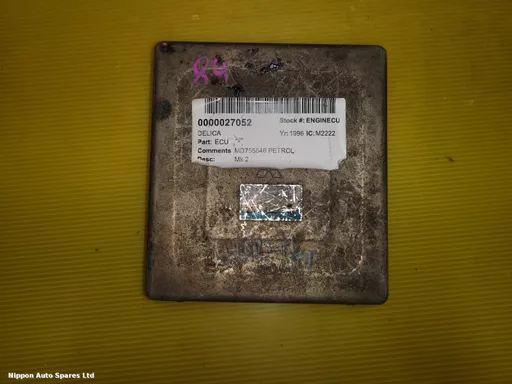 89
0000027052 Stock #: ENGINECU
DELICA Yr: 1996 IC: M2222
Part: ECU
Comments MD755548 PETROL
Desc: Mk 2
Nippon Auto Spares Ltd